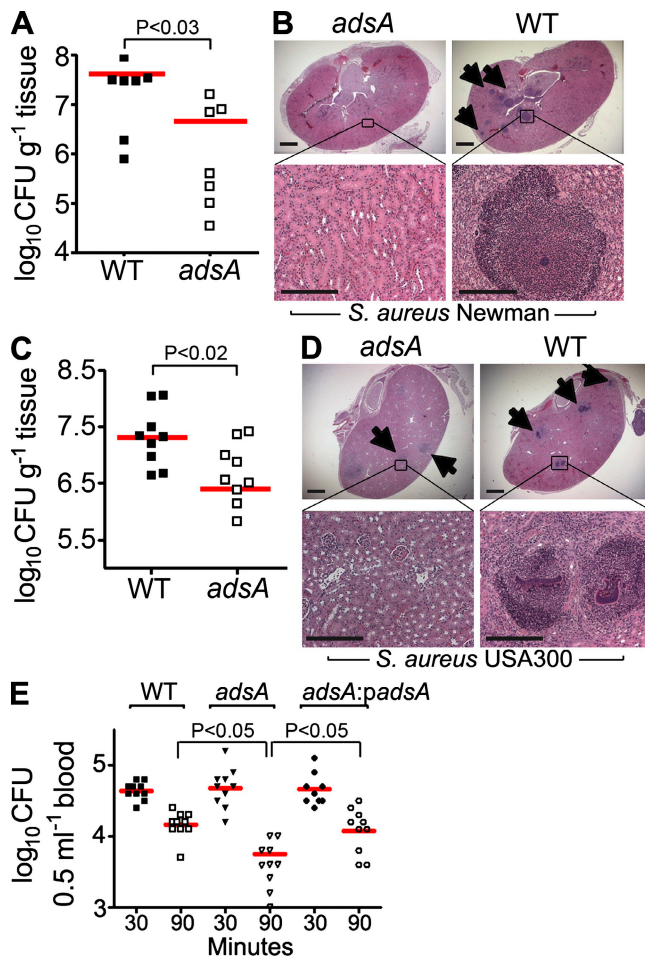 A
P<0.03
log10CFU g-1 tissue
8
7
6
5
4
WT
adsA
B
adsA
WT
S. aureus Newman
C
P<0.02
log10CFU g-1 tissue
8.5
7.5
6.5
5.5
WT
adsA
D
adsA
WT
S. aureus USA300
E
WT
adsA
adsA:padsA
P<0.05
P<0.05
log10CFU
0.5 ml-1 blood
5
4
3
30 90 30 90 30 90
Minutes